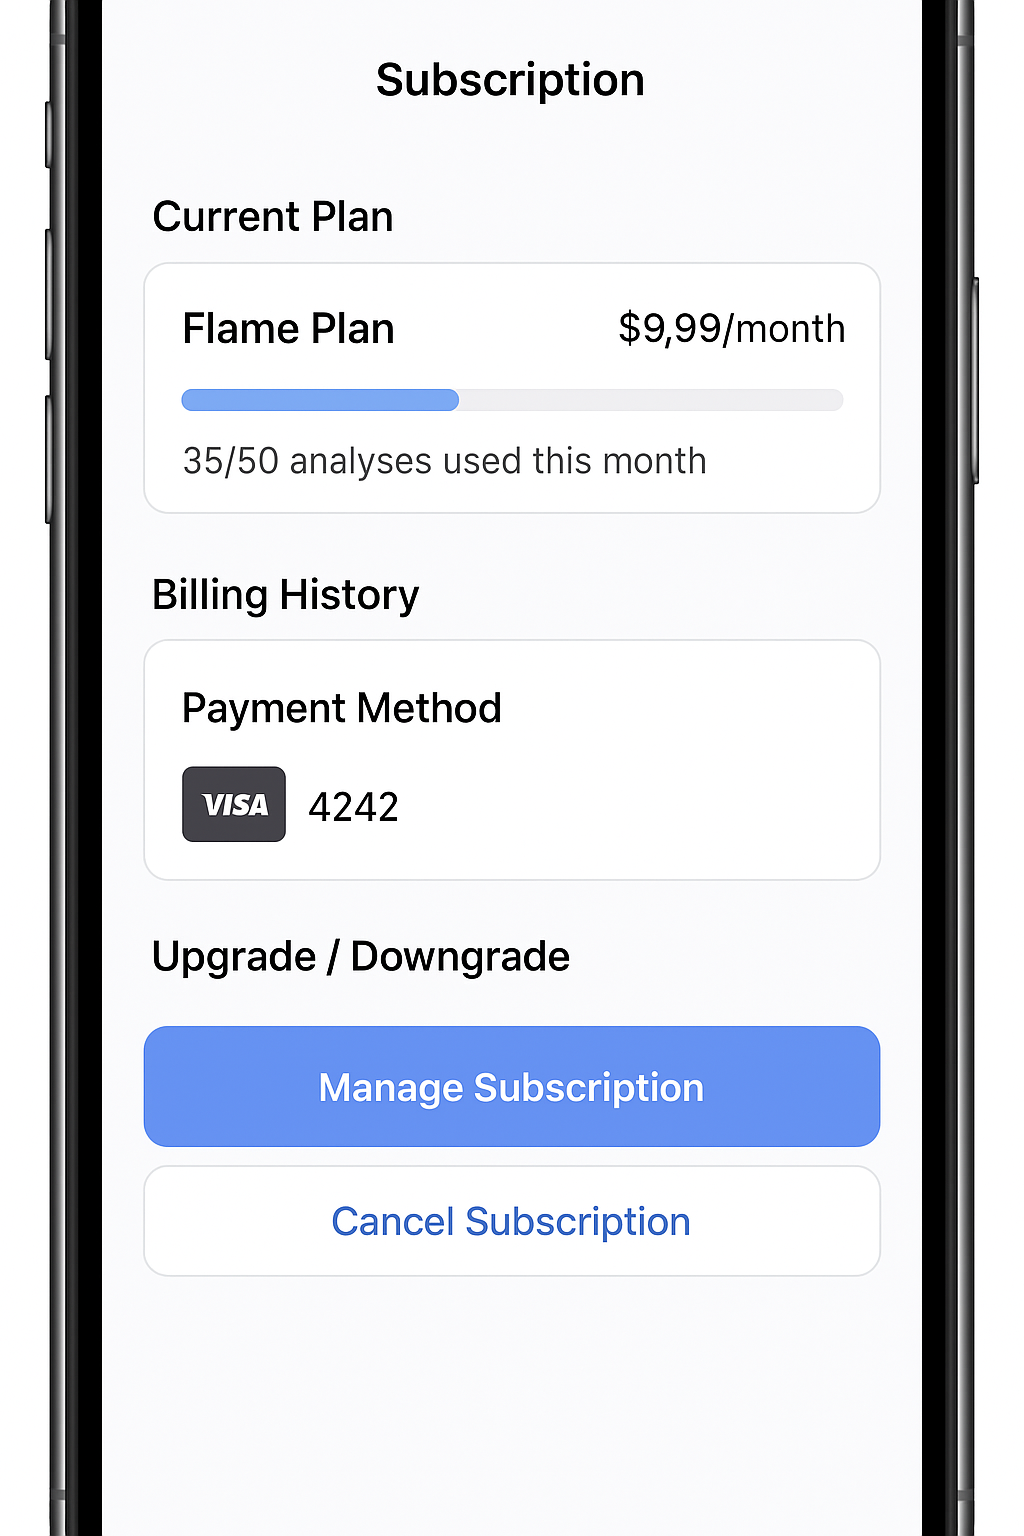 Subscription
Current Plan
Flame Plan $9,99/month
35/50 analyses used this month
Billing History
Payment Method
VISA 4242
Upgrade / Downgrade
Manage Subscription
Cancel Subscription